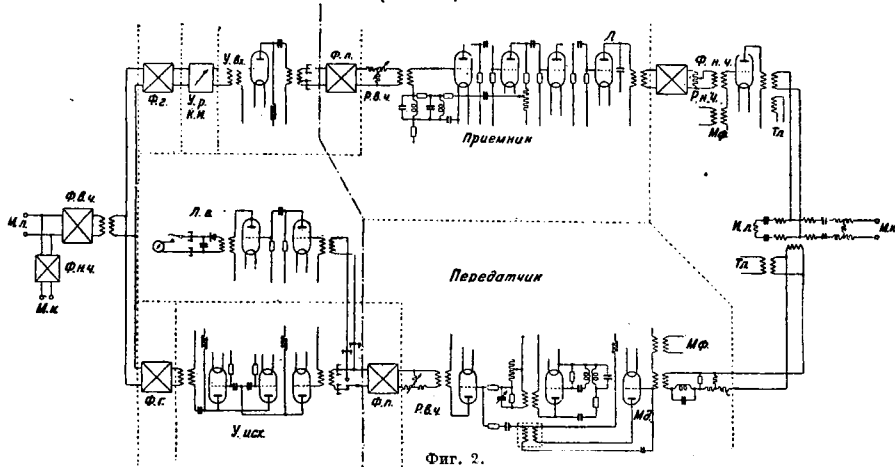 Ф.г.
У.р.
к.и.
У.вх.
Ф.п.
Р.в.ч.
Приемник
Л
Ф.н.ч.
Р.н.ч.
Мф.
Тл.
М.л.
Ф.в.ч.
Ф.н.ч.
М.к.
Л.в.
И.л.
М.к.
Передатчик
Тл.
Ф.г.
У.исх.
Ф.п.
Р.в.ч.
Мд.
Мф.
Фиг. 2.